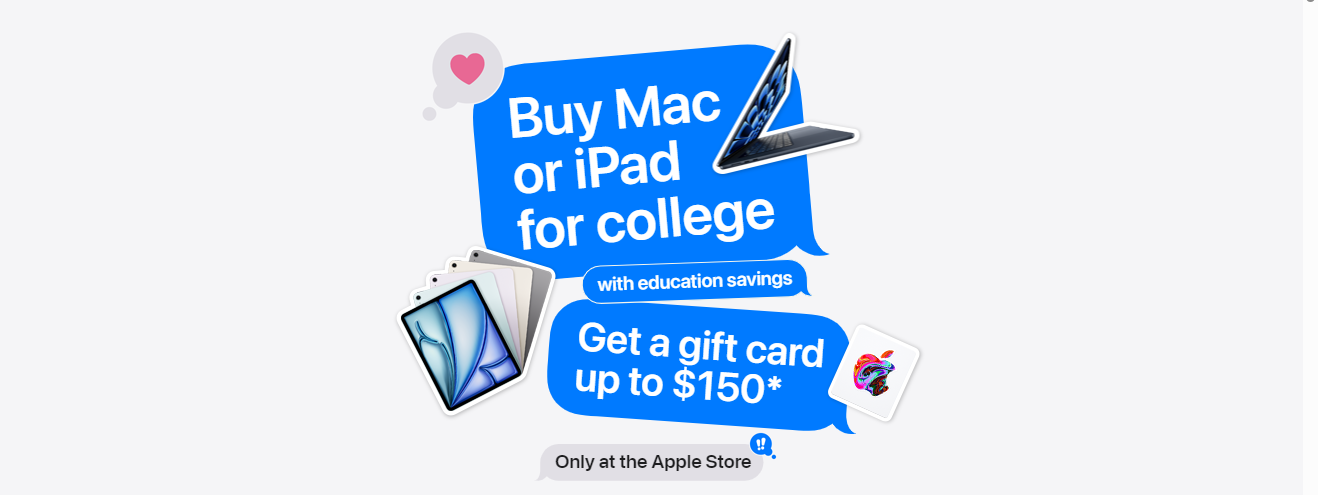 Buy Mac
or iPad
for college
with education savings
Get a gift card
up to $150*
!!
Only at the Apple Store